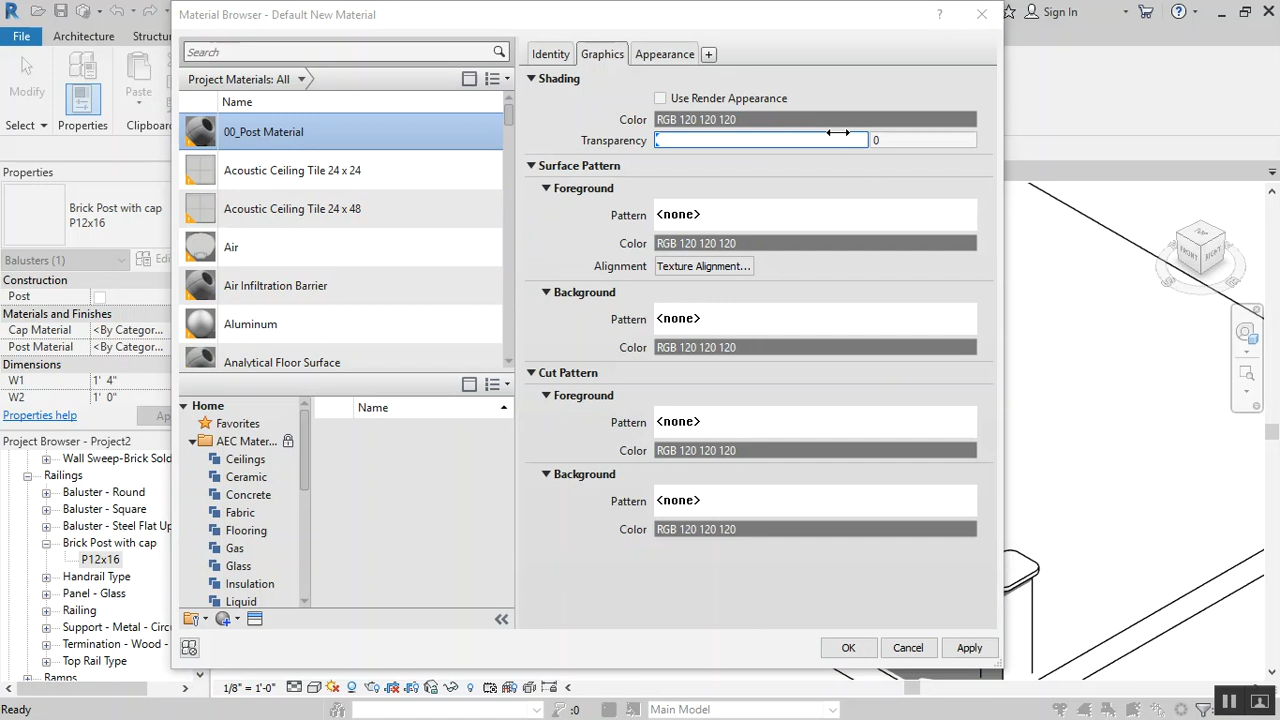 Material Browser - Default New Material
?
Sign In
File
Architecture
Structu
Modify
Select
Properties
Paste
Clipboard
Search
Project Materials: All
Name
00_Post Material
Acoustic Ceiling Tile 24 x 24
Acoustic Ceiling Tile 24 x 48
Air
Air Infiltration Barrier
Aluminum
Analytical Floor Surface
Home
Favorites
AEC Mater...
Ceilings
Ceramic
Concrete
Fabric
Flooring
Gas
Glass
Insulation
Liquid
Name
Identity
Graphics
Appearance
+
Shading
Use Render Appearance
Color
RGB 120 120 120
Transparency
0
Surface Pattern
Foreground
Pattern
<none>
Color
RGB 120 120 120
Alignment
Texture Alignment...
Background
Pattern
<none>
Color
RGB 120 120 120
Cut Pattern
Foreground
Pattern
<none>
Color
RGB 120 120 120
Background
Pattern
<none>
Color
RGB 120 120 120
OK
Cancel
Apply
Properties
Brick Post with cap
P12x16
Balusters (1)
Edi
Construction
Post
Materials and Finishes
Cap Material
<By Categor...
Post Material
<By Categor...
Dimensions
W1
1' 4"
W2
1' 0"
Properties help
Ap
Project Browser - Project2
Wall Sweep-Brick Sold
Railings
Baluster - Round
Baluster - Square
Baluster - Steel Flat Up
Brick Post with cap
P12x16
Handrail Type
Panel - Glass
Railing
Support - Metal - Circu
Termination - Wood -
Top Rail Type
Ramps
TOP
FRONT
RIGHT
1/8" = 1'-0"
Ready
:0
Main Model